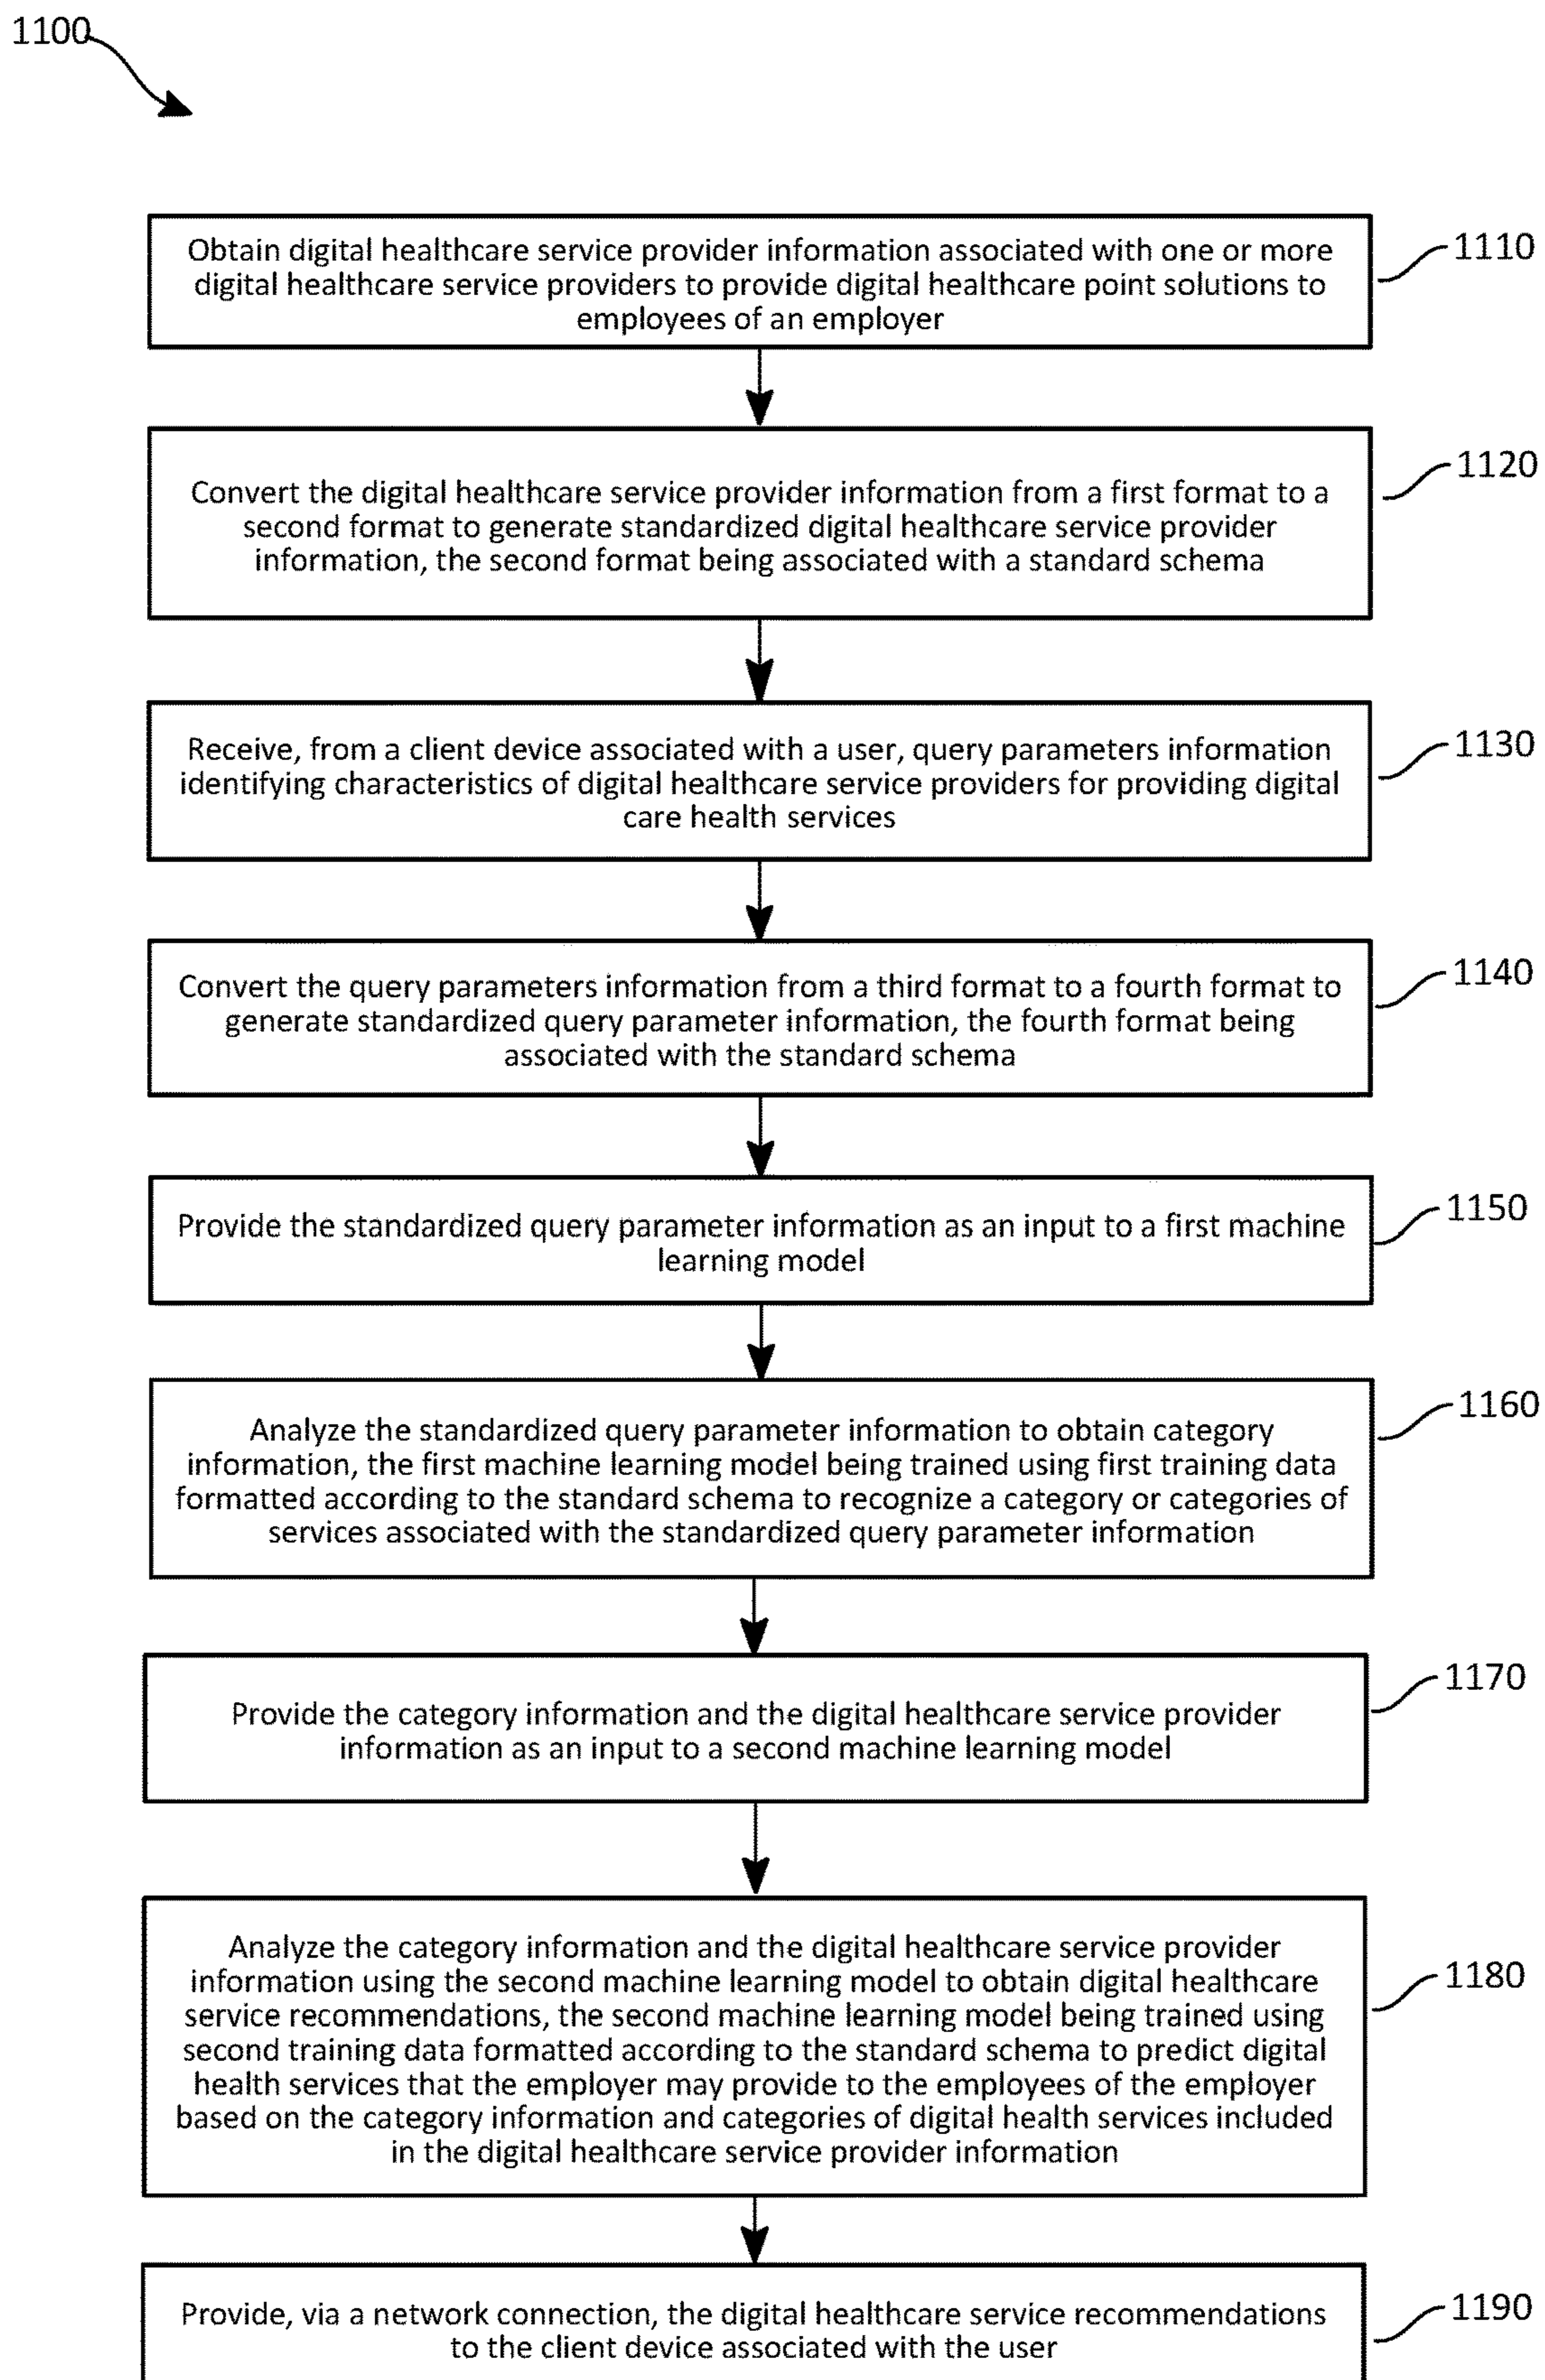 1100
Obtain digital healthcare service provider information associated with one or more
digital healthcare service providers to provide digital healthcare point solutions to
employees of an employer
1110
Convert the digital healthcare service provider information from a first format to a
second format to generate standardized digital healthcare service provider
information, the second format being associated with a standard schema
1120
Receive, from a client device associated with a user, query parameters information
identifying characteristics of digital healthcare service providers for providing digital
care health services
1130
Convert the query parameters information from a third format to a fourth format to
generate standardized query parameter information, the fourth format being
associated with the standard schema
1140
Provide the standardized query parameter information as an input to a first machine
learning model
1150
Analyze the standardized query parameter information to obtain category
information, the first machine learning model being trained using first training data
formatted according to the standard schema to recognize a category or categories of
services associated with the standardized query parameter information
1160
Provide the category information and the digital healthcare service provider
information as an input to a second machine learning model
1170
Analyze the category information and the digital healthcare service provider
information using the second machine learning model to obtain digital healthcare
service recommendations, the second machine learning model being trained using
second training data formatted according to the standard schema to predict digital
health services that the employer may provide to the employees of the employer
based on the category information and categories of digital health services included
in the digital healthcare service provider information
1180
Provide, via a network connection, the digital healthcare service recommendations
to the client device associated with the user
1190